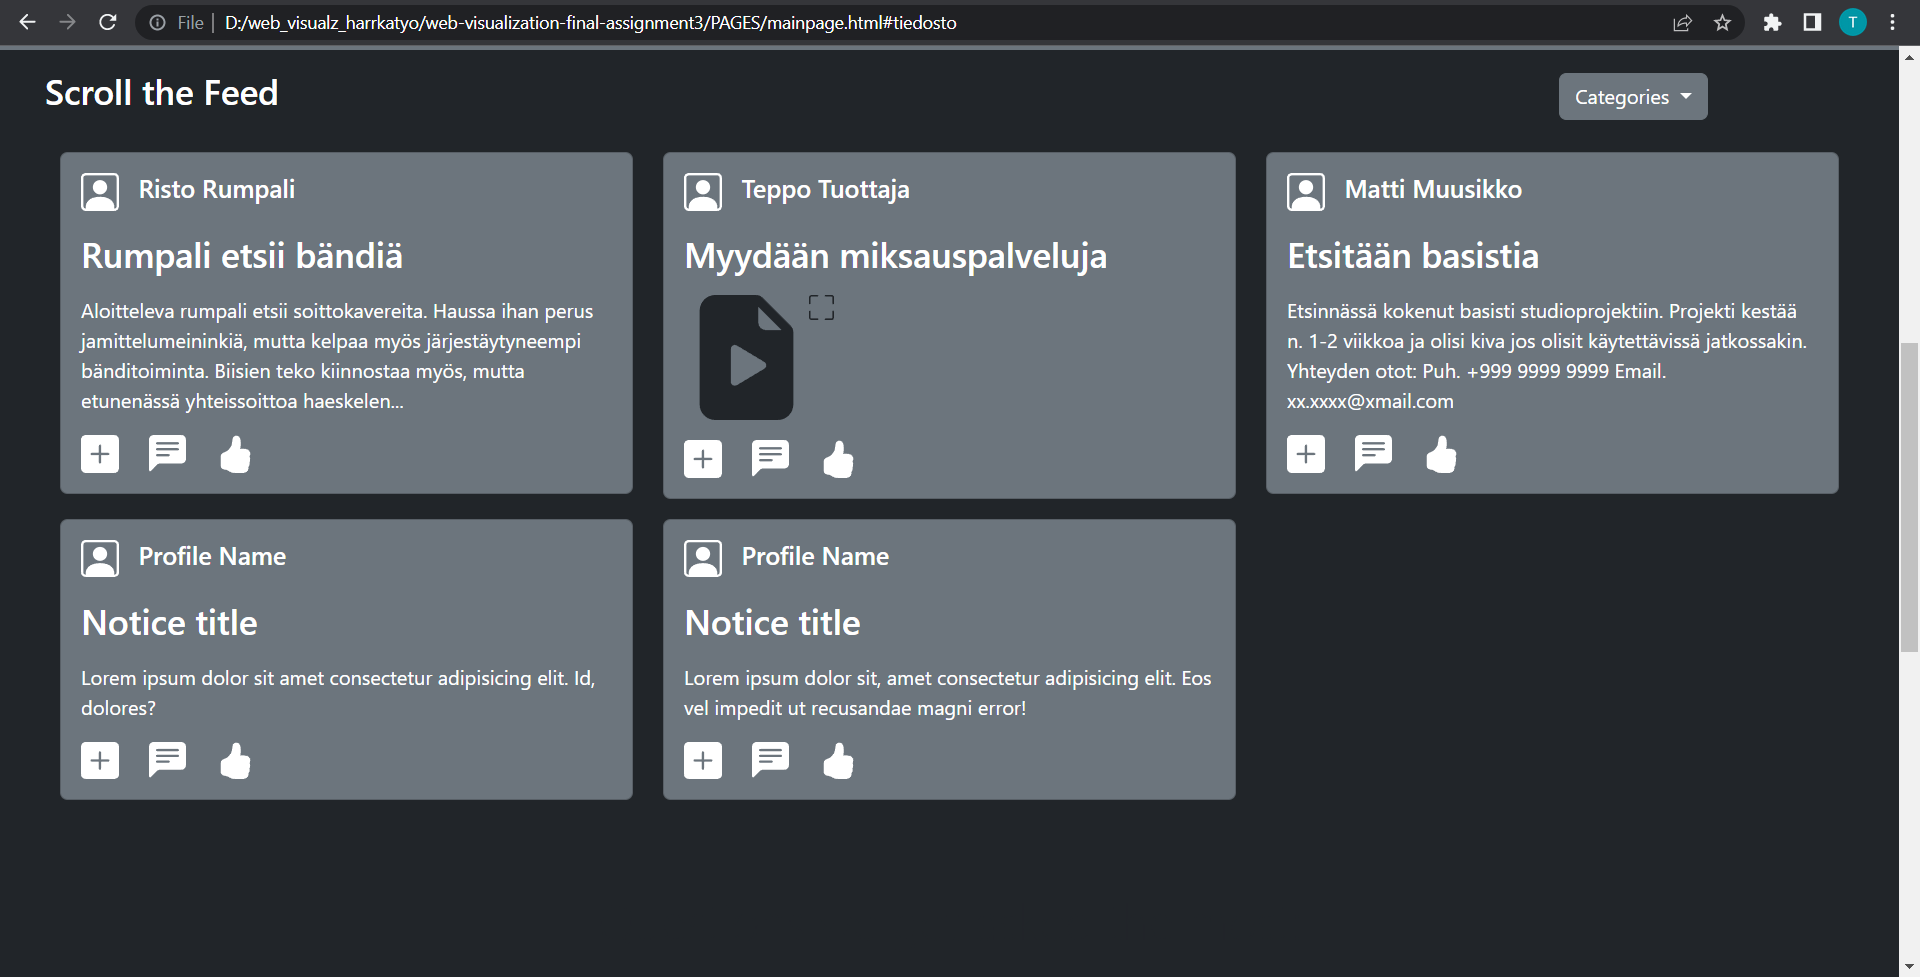 File
D:/web_visualz_harrkatyo/web-visualization-final-assignment3/PAGES/mainpage.html#tiedosto
T
Scroll the Feed
Categories
Risto Rumpali
Rumpali etsii bändiä
Aloitteleva rumpali etsii soittokavereita. Haussa ihan perus
jamittelumeininkiä, mutta kelpaa myös järjestäytyneempi
bänditoiminta. Biisien teko kiinnostaa myös, mutta
etunenässä yhteissoittoa haeskelen...
Teppo Tuottaja
Myydään miksauspalveluja
Matti Muusikko
Etsitään basistia
Etsinnässä kokenut basisti studioprojektiin. Projekti kestää
n. 1-2 viikkoa ja olisi kiva jos olisit käytettävissä jatkossakin.
Yhteyden otot: Puh. +999 9999 9999 Email.
xx.xxxx@xmail.com
Profile Name
Notice title
Lorem ipsum dolor sit amet consectetur adipisicing elit. Id,
dolores?
Profile Name
Notice title
Lorem ipsum dolor sit, amet consectetur adipisicing elit. Eos
vel impedit ut recusandae magni error!